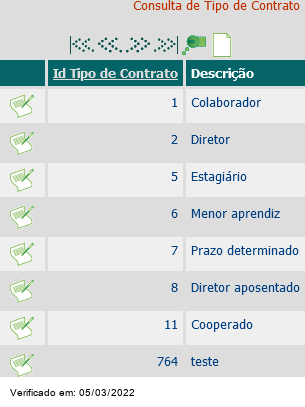 Consulta de Tipo de Contrato
Id Tipo de Contrato Descrição
1 Colaborador
2 Diretor
5 Estagiário
6 Menor aprendiz
7 Prazo determinado
8 Diretor aposentado
11 Cooperado
764 teste
Verificado em: 05/03/2022